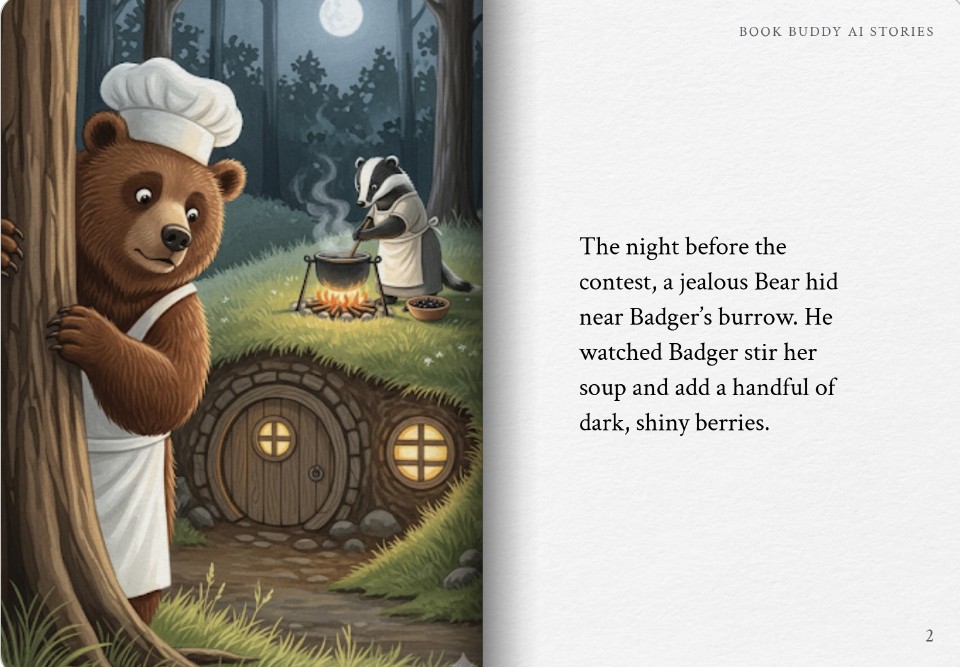 BOOK BUDDY AI STORIES
The night before the
contest, a jealous Bear hid
near Badger’s burrow. He
watched Badger stir her
soup and add a handful of
dark, shiny berries.
2